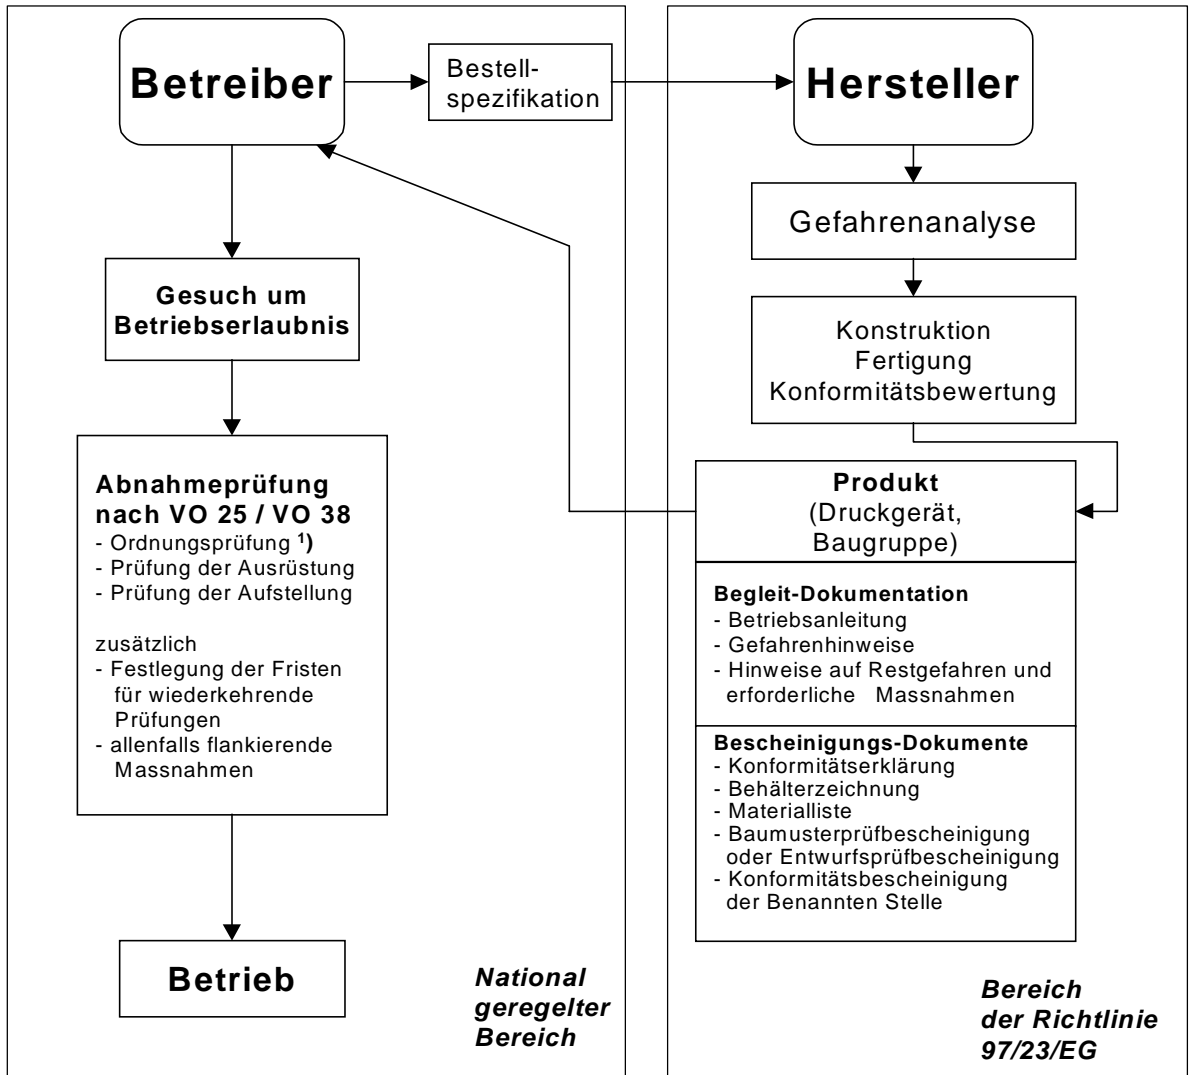 Betreiber
Bestell-
spezifikation
Hersteller
Gefahrenanalyse
Gesuch um
Betriebserlaubnis
Konstruktion
Fertigung
Konformitätsbewertung
Abnahmeprüfung
nach VO 25 / VO 38
- Ordnungsprüfung ¹)
- Prüfung der Ausrüstung
- Prüfung der Aufstellung
zusätzlich
- Festlegung der Fristen
für wiederkehrende
Prüfungen
- allenfalls flankierende
Massnahmen
Produkt
(Druckgerät,
Baugruppe)
Begleit-Dokumentation
- Betriebsanleitung
- Gefahrenhinweise
- Hinweise auf Restgefahren und
erforderliche Massnahmen
Bescheinigungs-Dokumente
- Konformitätserklärung
- Behälterzeichnung
- Materialliste
- Baumusterprüfbescheinigung
oder Entwurfsprüfbescheinigung
- Konformitätsbescheinigung
der Benannten Stelle
Betrieb
National
geregelter
Bereich
Bereich
der Richtlinie
97/23/EG